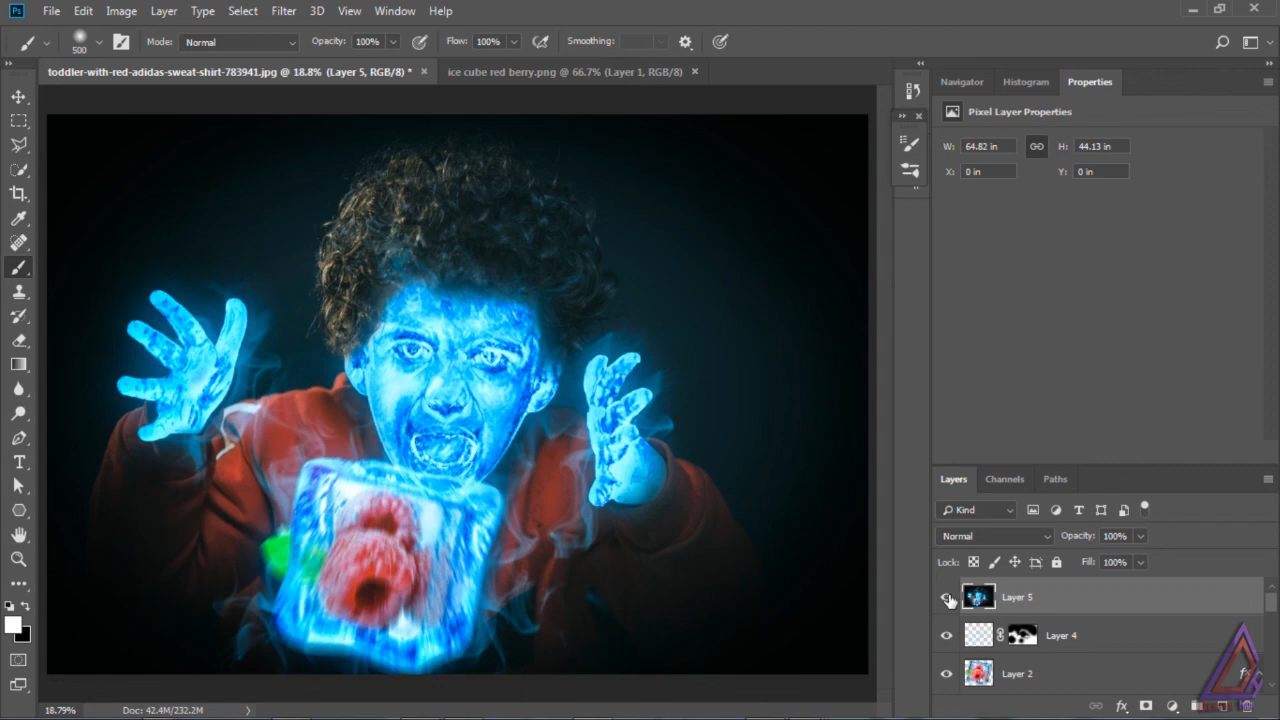 Ps File Edit Image Layer Type Select Filter 3D View Window Help
500 Mode: Normal Opacity: 100% Flow: 100% Smoothing:
toddler-with-red-adidas-sweat-shirt-783941.jpg @ 18.8% (Layer 5, RGB/8) * ice cube red berry.png @ 66.7% (Layer 1, RGB/8)
Navigator Histogram Properties
Pixel Layer Properties
W: 64.82 in H: 44.13 in
X: 0 in Y: 0 in
Layers Channels Paths
Kind
Normal Opacity: 100%
Lock: Fill: 100%
Layer 5
Layer 4
Layer 2 fx
fx
18.79% Doc: 42.4M/232.2M